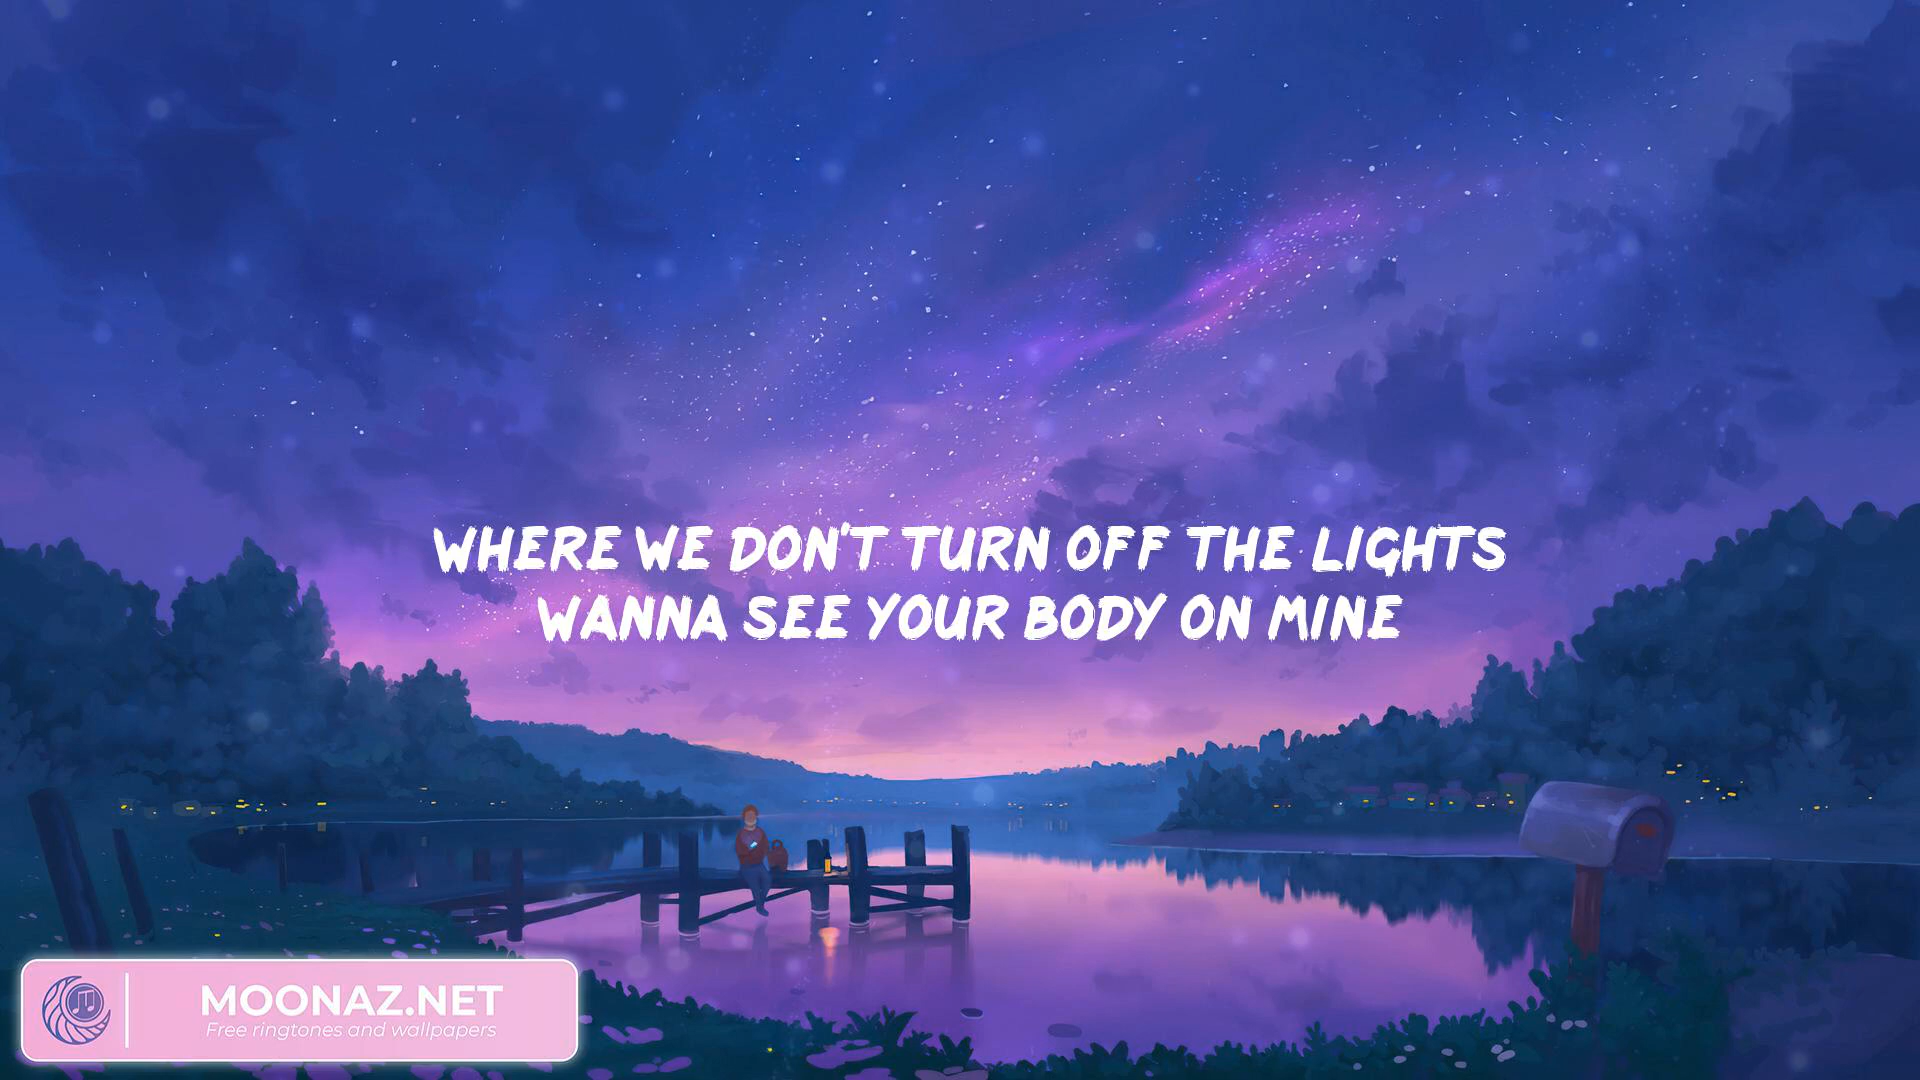 WHERE WE DON'T TURN OFF THE LIGHTS
WANNA SEE YOUR BODY ON MINE
MOONAZ.NET
Free ringtones and wallpapers